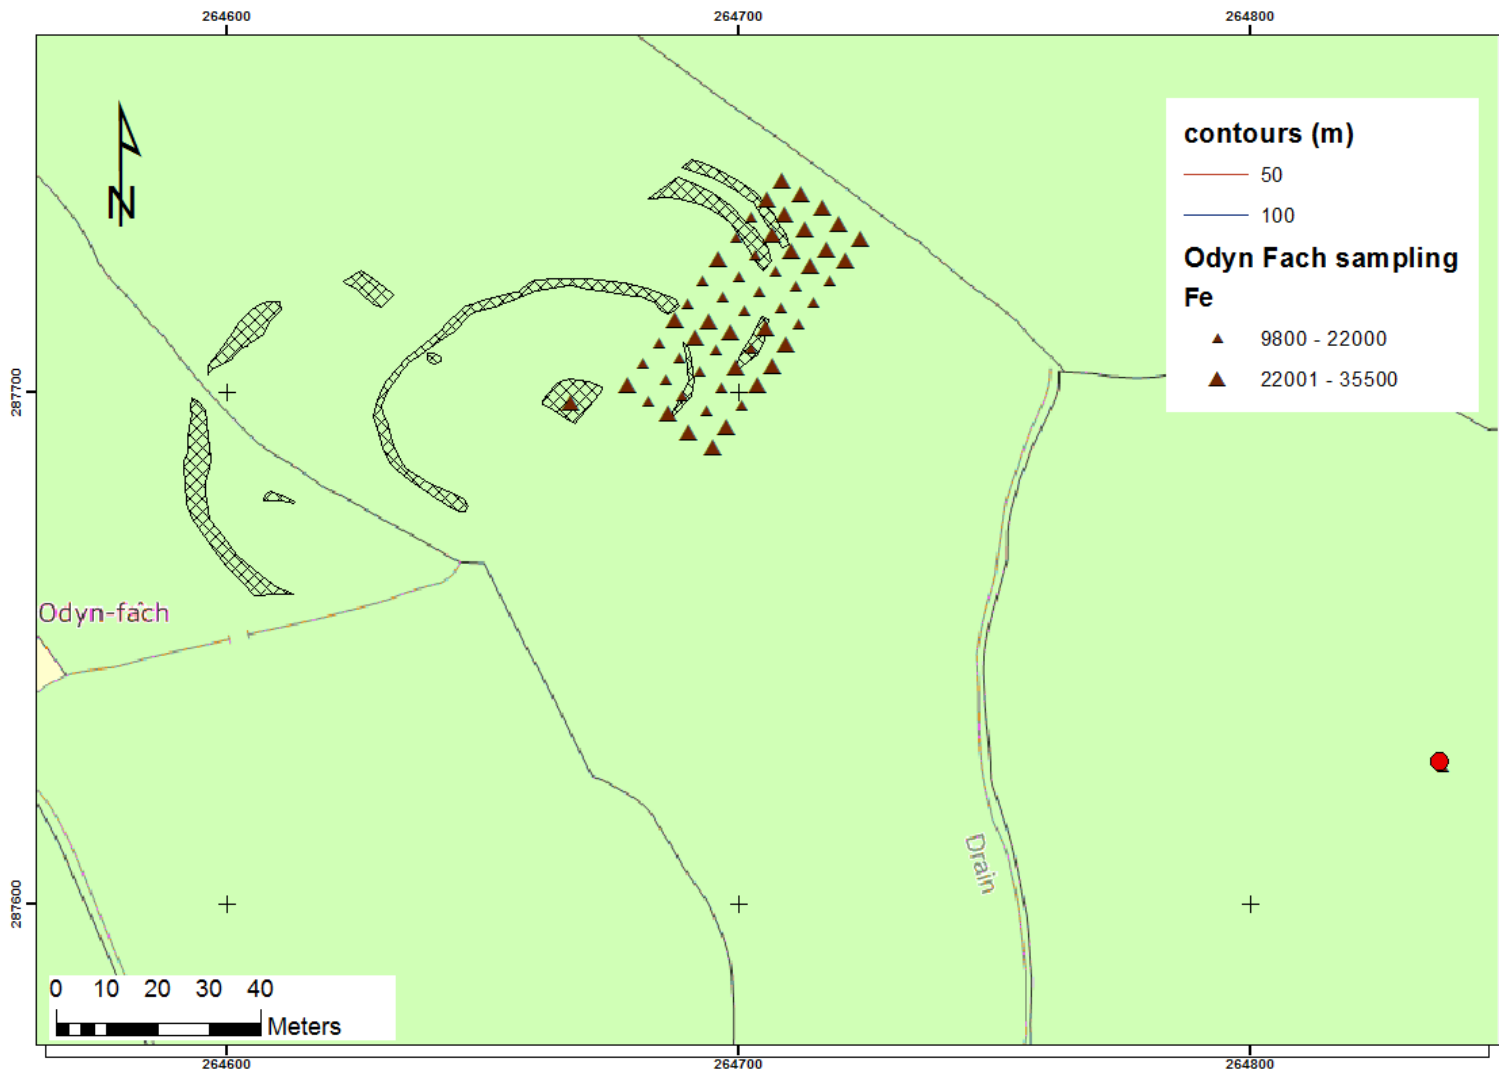 264600 264700 264800
contours (m)
50
100
Odyn Fach sampling
Fe
9800 - 22000
22001 - 35500
N
287700
Odyn-fach
Drain
287600
0 10 20 30 40
Meters
264600 264700 264800